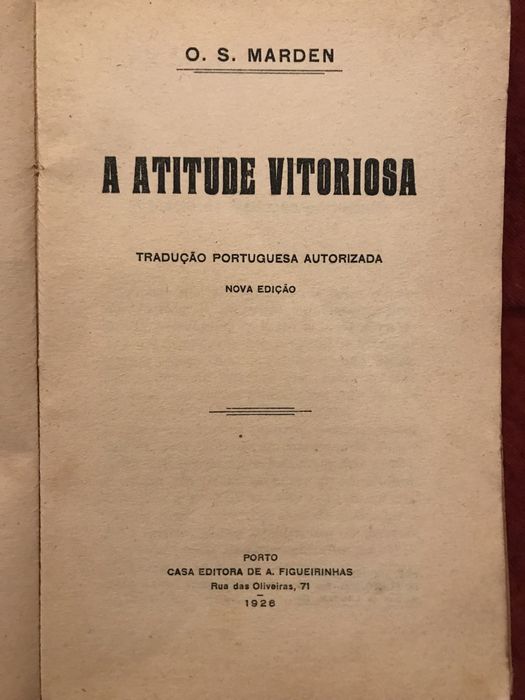 O. S. MARDEN
A ATITUDE VITORIOSA
TRADUÇÃO PORTUGUESA AUTORIZADA
NOVA EDIÇÃO
PORTO
CASA EDITORA DE A. FIGUEIRINHAS
Rua das Oliveiras, 71
1926